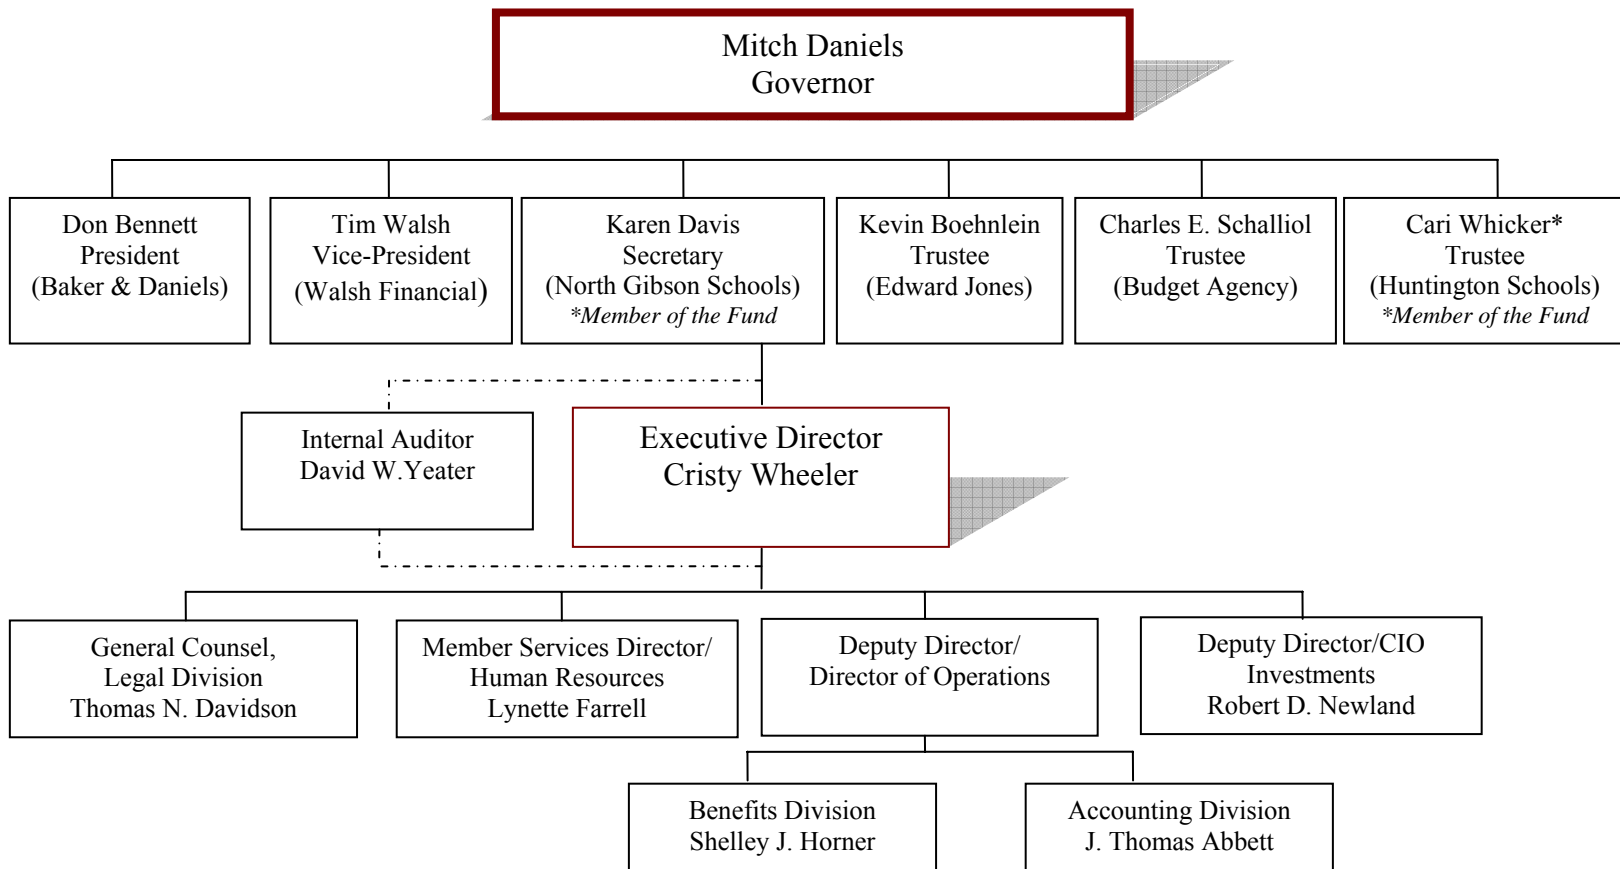 Mitch Daniels
Governor
Don Bennett
President
(Baker & Daniels)
Tim Walsh
Vice-President
(Walsh Financial)
Karen Davis
Secretary
(North Gibson Schools)
*Member of the Fund
Kevin Boehnlein
Trustee
(Edward Jones)
Charles E. Schalliol
Trustee
(Budget Agency)
Cari Whicker*
Trustee
(Huntington Schools)
*Member of the Fund
Internal Auditor
David W.Yeater
Executive Director
Cristy Wheeler
General Counsel,
Legal Division
Thomas N. Davidson
Member Services Director/
Human Resources
Lynette Farrell
Deputy Director/
Director of Operations
Deputy Director/CIO
Investments
Robert D. Newland
Benefits Division
Shelley J. Horner
Accounting Division
J. Thomas Abbett